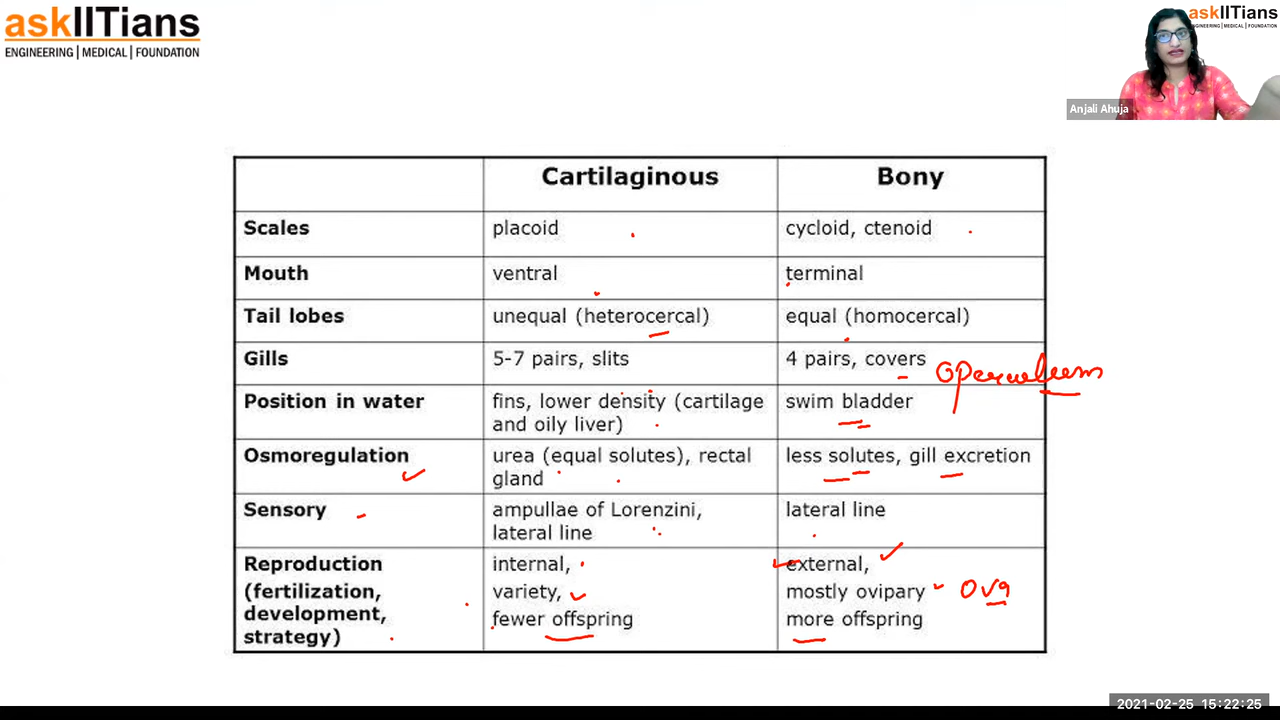 askIITians
ENGINEERING | MEDICAL | FOUNDATION
askIITians
ENGINEERING | MEDICAL | FOUNDATION
Anjali Ahuja
Cartilaginous Bony
Scales placoid cycloid, ctenoid
Mouth ventral terminal
Tail lobes unequal (heterocercal) equal (homocercal)
Gills 5-7 pairs, slits 4 pairs, covers
operculum
Position in water fins, lower density (cartilage swim bladder
and oily liver)
Osmoregulation urea (equal solutes), rectal less solutes, gill excretion
gland
Sensory ampullae of Lorenzini, lateral line
lateral line
Reproduction internal, external,
(fertilization, variety, mostly ovipary ova
development, fewer offspring more offspring
strategy)
2021-02-25 15:22:25